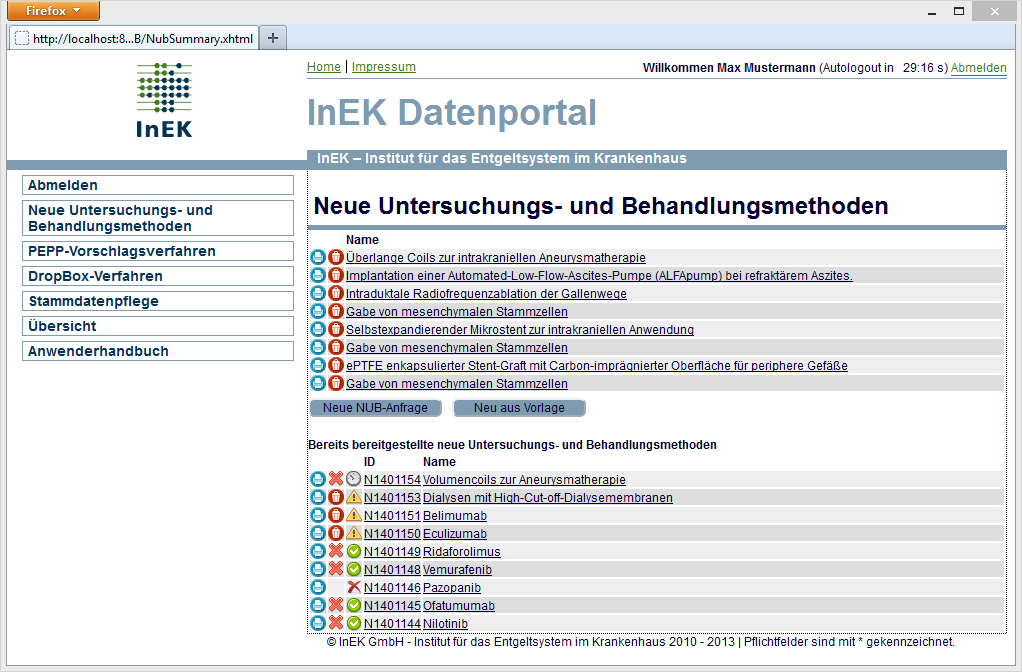 Firefox
http://localhost:8...B/NubSummary.xhtml
InEK
Home | Impressum
Willkommen Max Mustermann (Autologout in 29:16 s) Abmelden
InEK Datenportal
InEK – Institut für das Entgeltsystem im Krankenhaus
Abmelden
Neue Untersuchungs- und
Behandlungsmethoden
PEPP-Vorschlagsverfahren
DropBox-Verfahren
Stammdatenpflege
Übersicht
Anwenderhandbuch
Neue Untersuchungs- und Behandlungsmethoden
Name
Überlange Coils zur intrakraniellen Aneurysmatherapie
Implantation einer Automated-Low-Flow-Ascites-Pumpe (ALFApump) bei refraktärem Aszites.
Intraduktale Radiofrequenzablation der Gallenwege
Gabe von mesenchymalen Stammzellen
Selbstexpandierender Mikrostent zur intrakraniellen Anwendung
Gabe von mesenchymalen Stammzellen
ePTFE enkapsulierter Stent-Graft mit Carbon-imprägnierter Oberfläche für periphere Gefäße
Gabe von mesenchymalen Stammzellen
Neue NUB-Anfrage Neu aus Vorlage
Bereits bereitgestellte neue Untersuchungs- und Behandlungsmethoden
ID Name
N1401154 Volumencoils zur Aneurysmatherapie
N1401153 Dialysen mit High-Cut-off-Dialysemembranen
N1401151 Belimumab
N1401150 Eculizumab
N1401149 Ridaforolimus
N1401148 Vemurafenib
N1401146 Pazopanib
N1401145 Ofatumumab
N1401144 Nilotinib
© InEK GmbH - Institut für das Entgeltsystem im Krankenhaus 2010 - 2013 | Pflichtfelder sind mit * gekennzeichnet.